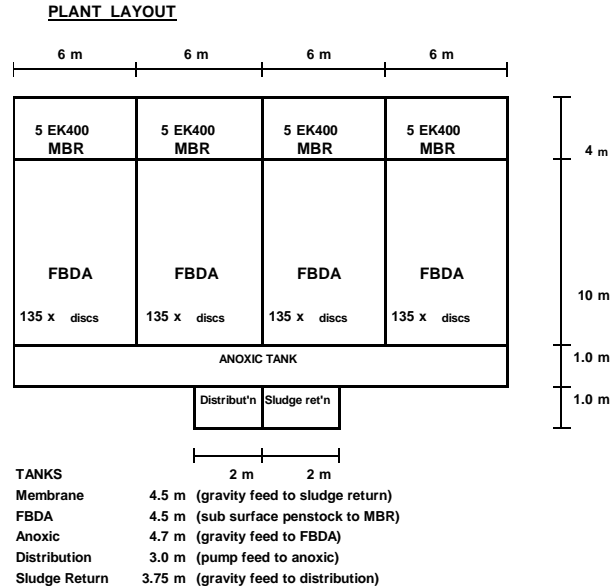 PLANT LAYOUT
6 m 6 m 6 m 6 m
5 EK400 5 EK400 5 EK400 5 EK400
MBR MBR MBR MBR
4 m
FBDA FBDA FBDA FBDA
10 m
135 x discs 135 x discs 135 x discs 135 x discs
ANOXIC TANK
1.0 m
Distribut'n Sludge ret'n
1.0 m
2 m 2 m
TANKS
Membrane 4.5 m (gravity feed to sludge return)
FBDA 4.5 m (sub surface penstock to MBR)
Anoxic 4.7 m (gravity feed to FBDA)
Distribution 3.0 m (pump feed to anoxic)
Sludge Return 3.75 m (gravity feed to distribution)